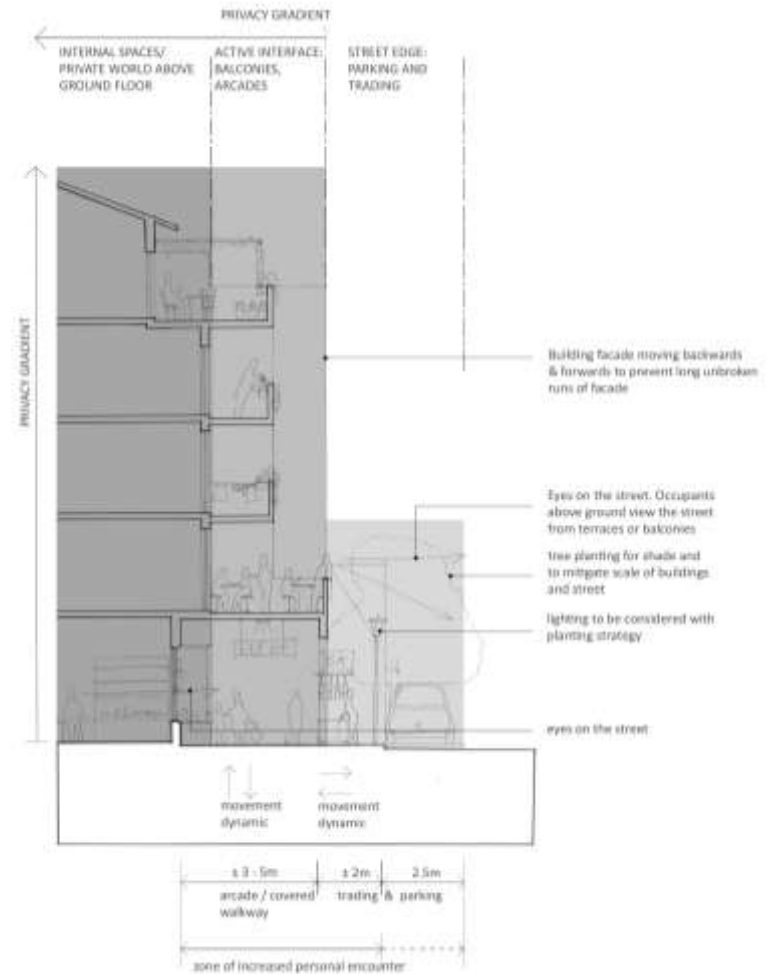 PRIVACY GRADIENT
INTERNAL SPACES/
PRIVATE WORLD ABOVE
GROUND FLOOR
ACTIVE INTERFACE:
BALCONIES,
ARCADES
STREET EDGE:
PARKING AND
TRADING
PRIVACY GRADIENT
Building facade moving backwards
& forwards to prevent long unbroken
runs of facade
Eyes on the street. Occupants
above ground view the street
from terraces or balconies
tree planting for shade and
to mitigate scale of buildings
and street
lighting to be considered with
planting strategy
eyes on the street
movement
dynamic
movement
dynamic
± 3 - 5m
± 2m
2.5m
arcade / covered
walkway
trading & parking
zone of increased personal encounter